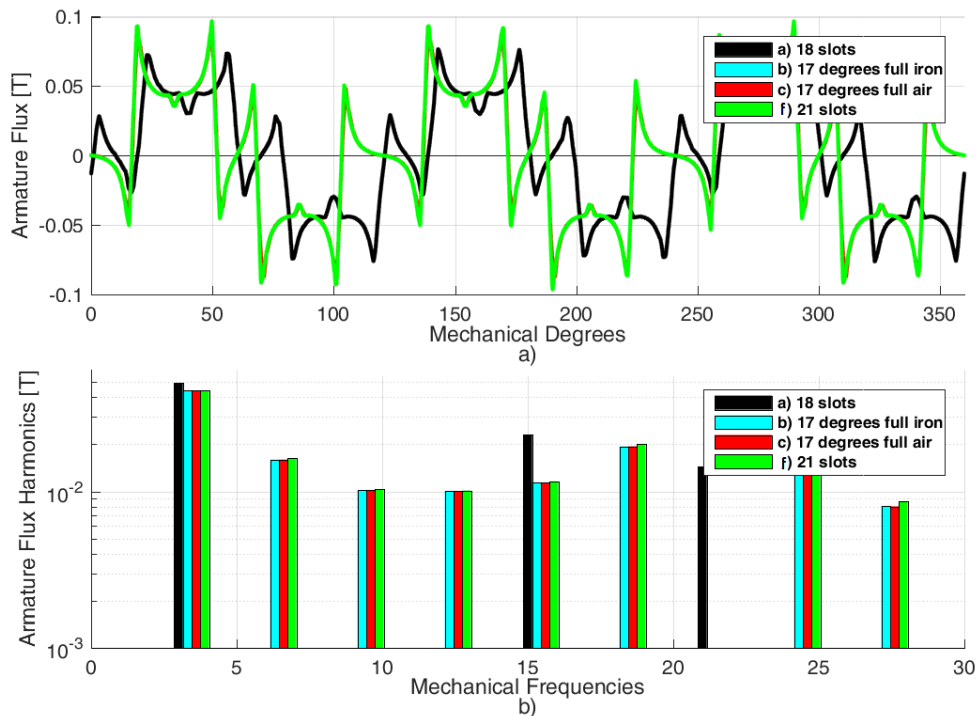 0.1
0.05
0
-0.05
-0.1
Armature Flux [T]
a) 18 slots
b) 17 degrees full iron
c) 17 degrees full air
f) 21 slots
0 50 100 150 200 250 300 350
Mechanical Degrees
a)
10-2
10-3
Armature Flux Harmonics [T]
a) 18 slots
b) 17 degrees full iron
c) 17 degrees full air
f) 21 slots
0 5 10 15 20 25 30
Mechanical Frequencies
b)